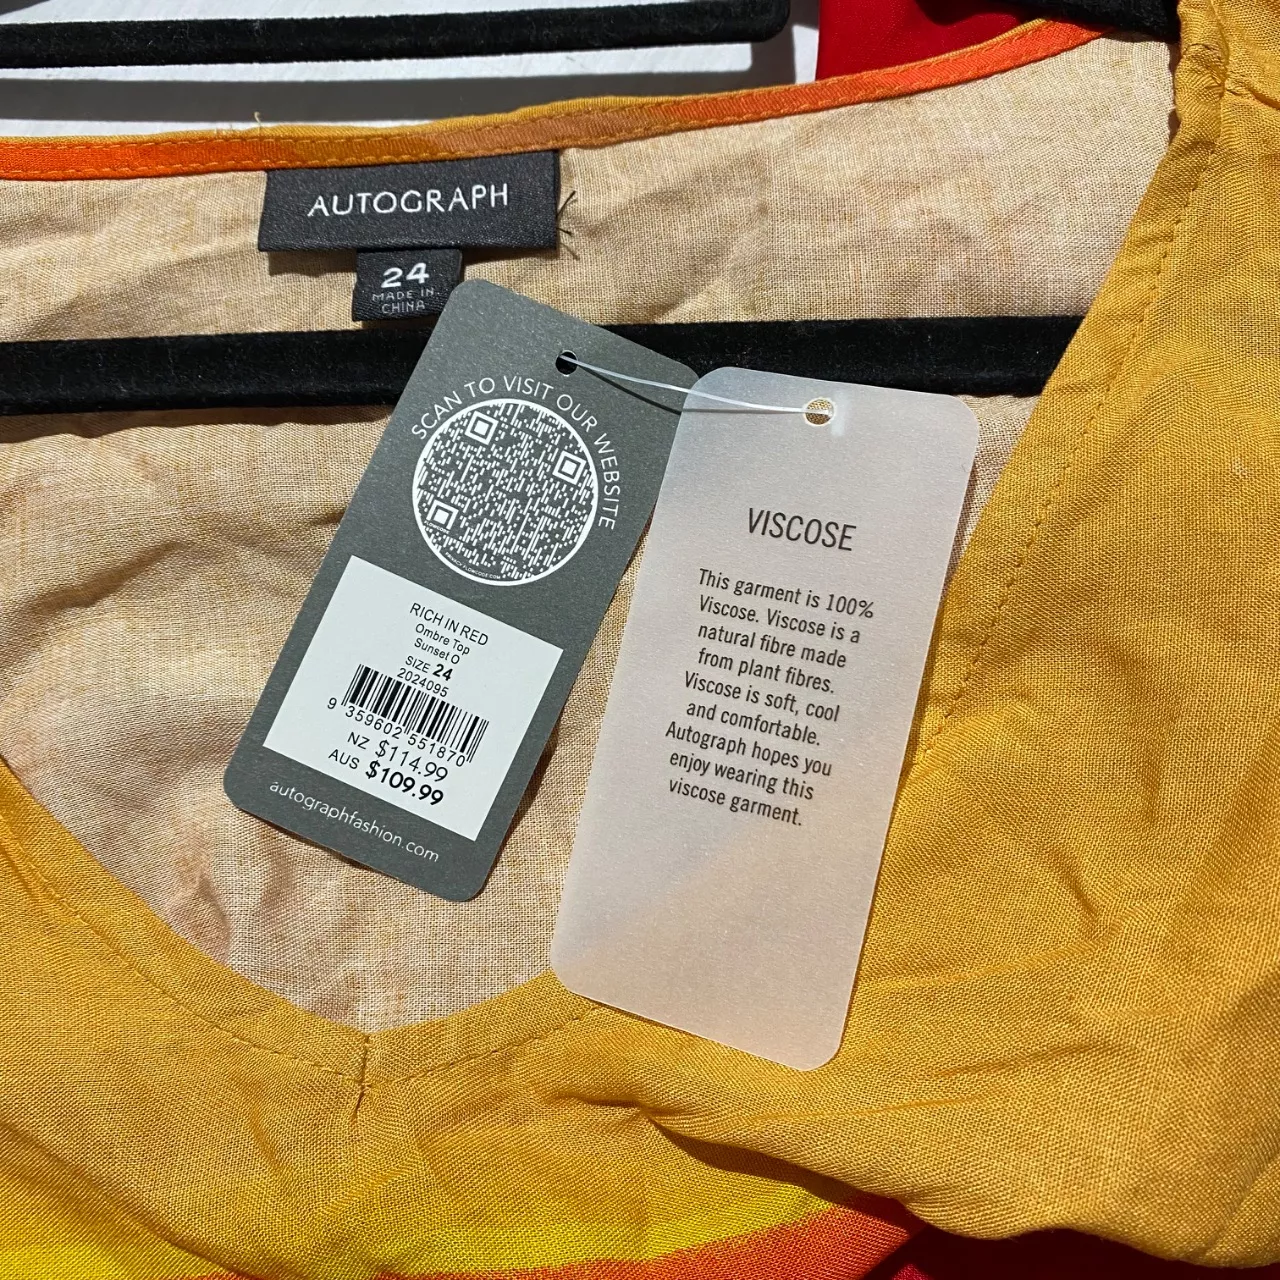 AUTOGRAPH
24
MADE IN
CHINA
SCAN TO VISIT OUR WEBSITE
RICH IN RED
Ombre Top
Sunset O
SIZE 24
2024095
9 359602 551870
NZ $114.99
AUS $109.99
autographfashion.com
VISCOSE
This garment is 100%
Viscose. Viscose is a
natural fibre made
from plant fibres.
Viscose is soft, cool
and comfortable.
Autograph hopes you
enjoy wearing this
viscose garment.